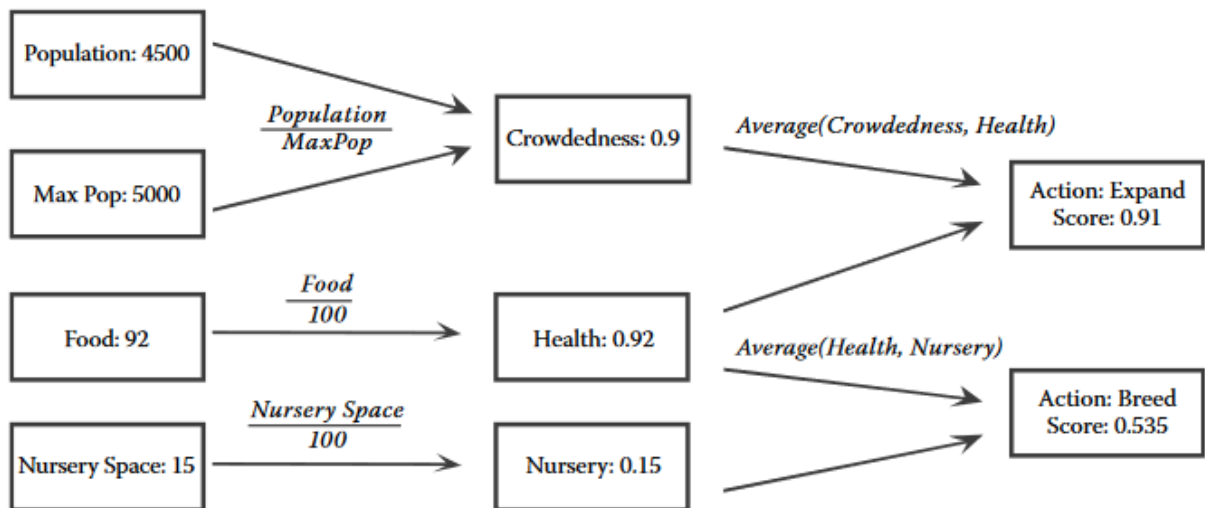 Population: 4500
Population
MaxPop
Max Pop: 5000
Crowdedness: 0.9
Average(Crowdedness, Health)
Action: Expand
Score: 0.91
Food: 92
Food
100
Health: 0.92
Average(Health, Nursery)
Action: Breed
Score: 0.535
Nursery Space: 15
Nursery Space
100
Nursery: 0.15